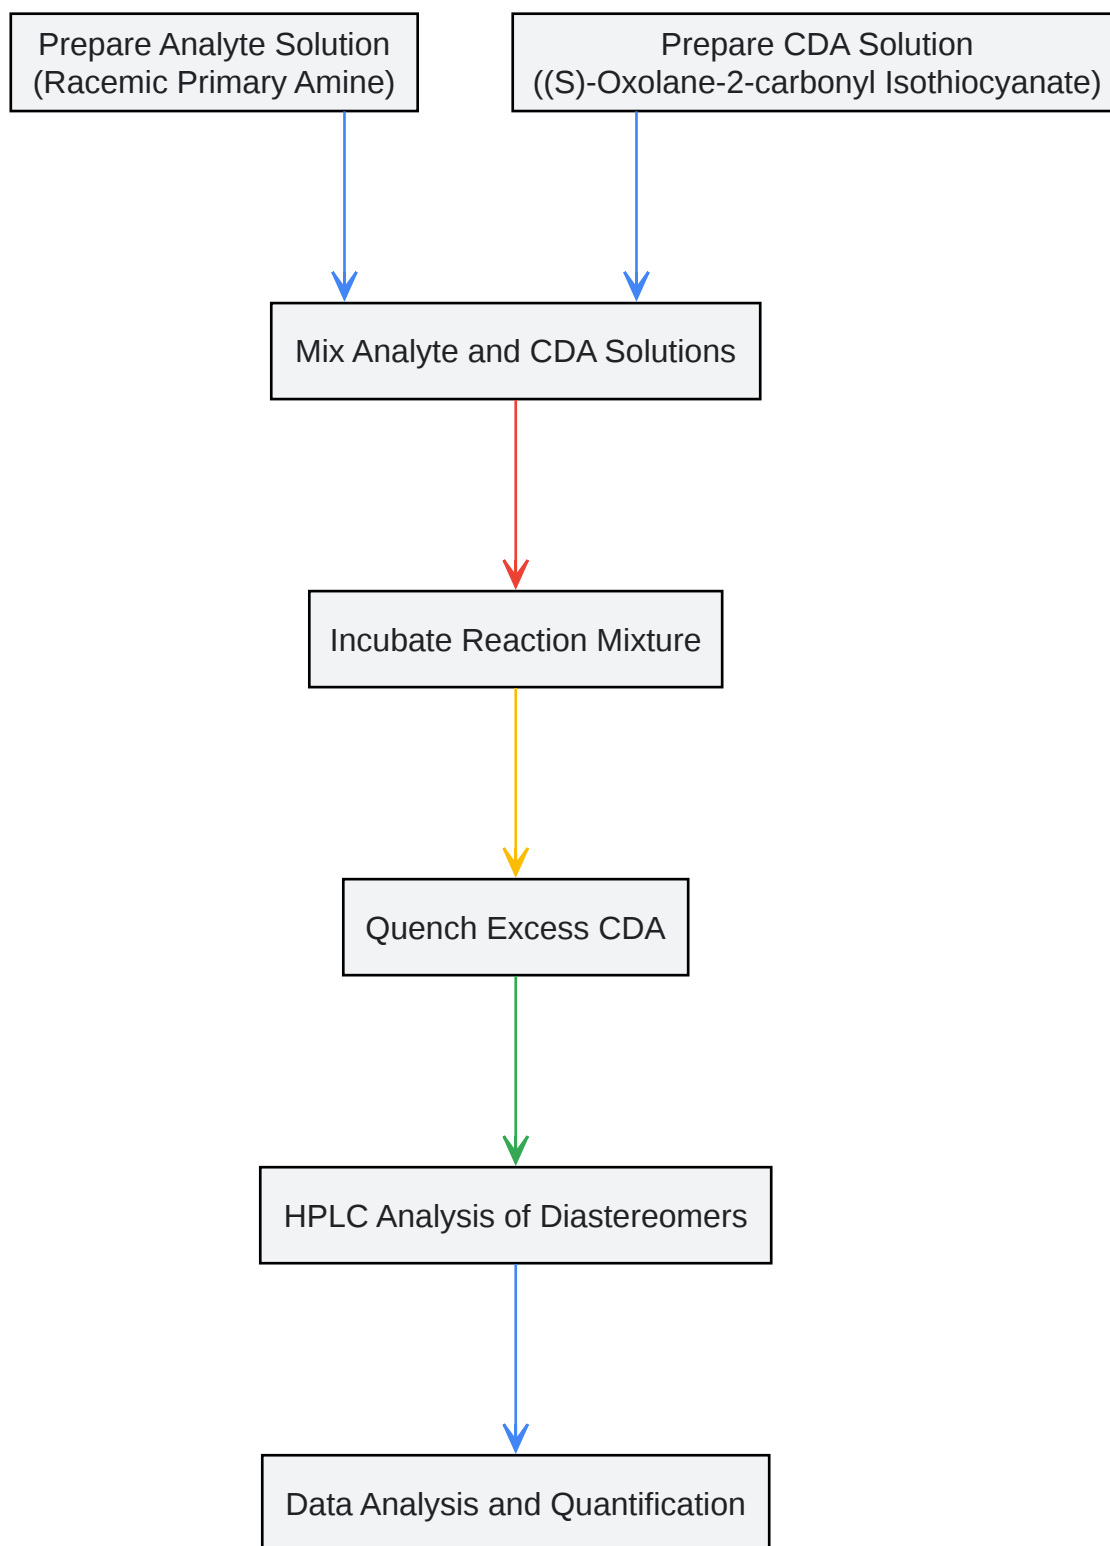 Prepare Analyte Solution
(Racemic Primary Amine)
Prepare CDA Solution
((S)-Oxolane-2-carbonyl Isothiocyanate)
Mix Analyte and CDA Solutions
Incubate Reaction Mixture
Quench Excess CDA
HPLC Analysis of Diastereomers
Data Analysis and Quantification